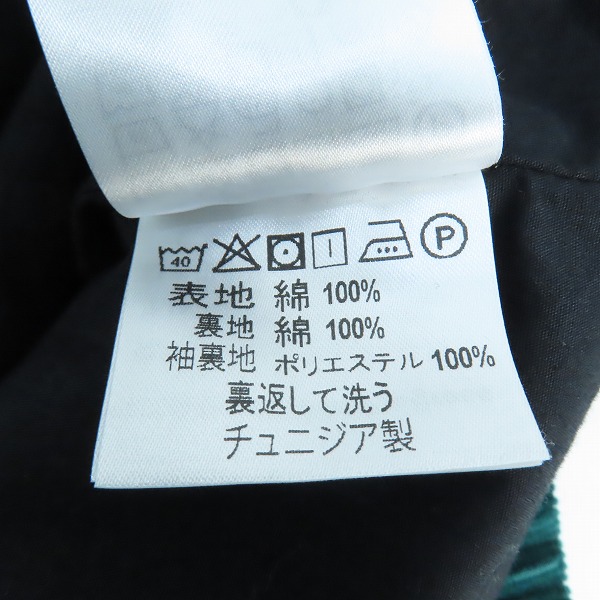 40 P
表地 綿 100%
裏地 綿 100%
袖裏地 ポリエステル 100%
裏返して洗う
チュニジア製